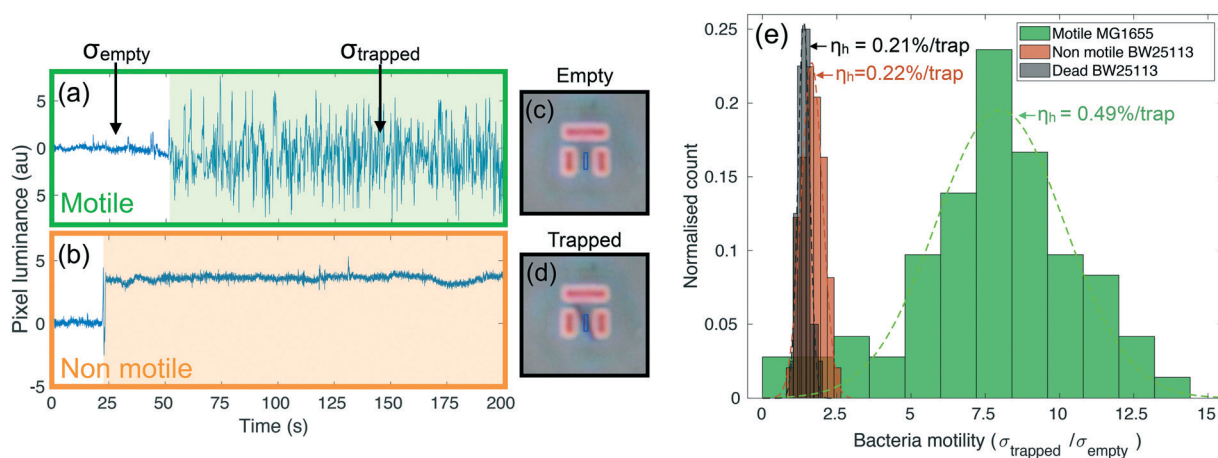 σempty
σtrapped
(a)
5
0
5
Motile
(b)
5
0
-5
Non motile
Pixel luminance (au)
0 25 50 75 100 125 150 175 200
Time (s)
Empty
(c)
Trapped
(d)
(e)
ηh = 0.21%/trap
ηh=0.22%/trap
ηh = 0.49%/trap
Motile MG1655
Non motile BW25113
Dead BW25113
0.25
0.2
0.15
0.1
0.05
0
Normalised count
0 2.5 5 7.5 10 12.5 15
Bacteria motility (σtrapped/σempty)